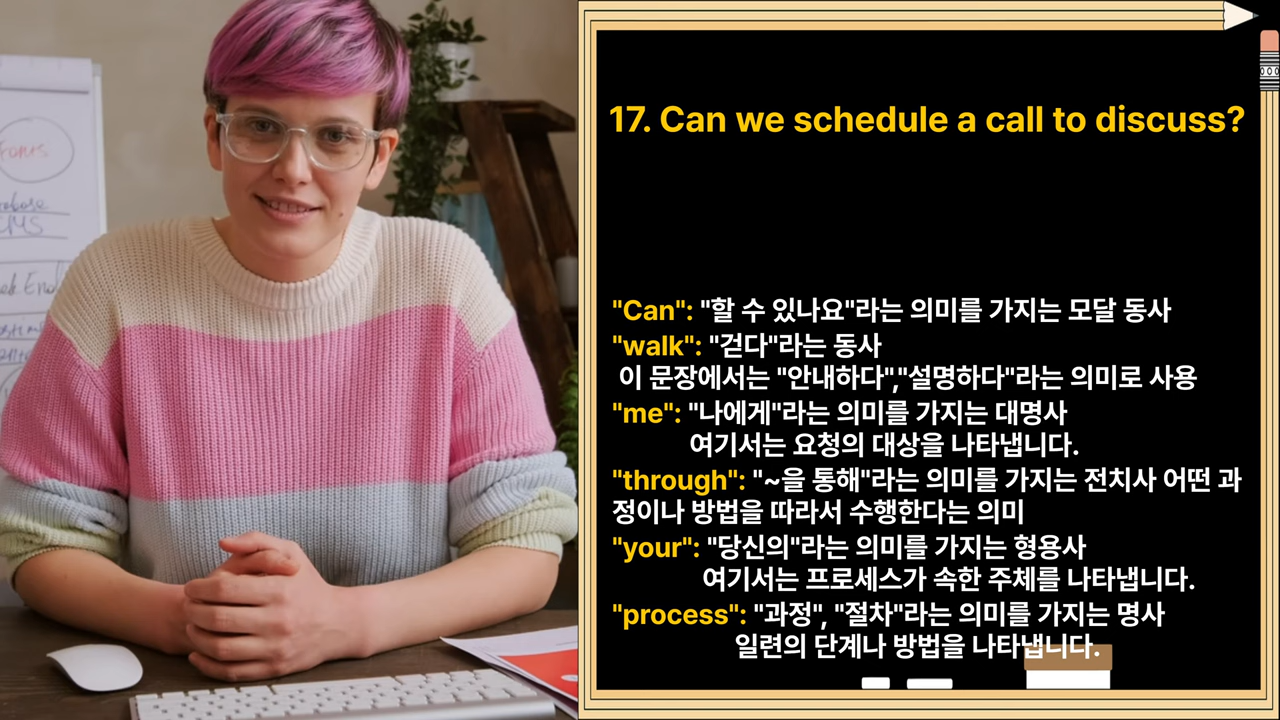 17. Can we schedule a call to discuss?
"Can": "할 수 있나요"라는 의미를 가지는 모달 동사
"walk": "걷다"라는 동사
이 문장에서는 "안내하다","설명하다"라는 의미로 사용
"me": "나에게"라는 의미를 가지는 대명사
여기서는 요청의 대상을 나타냅니다.
"through": "~을 통해"라는 의미를 가지는 전치사 어떤 과
정이나 방법을 따라서 수행한다는 의미
"your": "당신의"라는 의미를 가지는 형용사
여기서는 프로세스가 속한 주체를 나타냅니다.
"process": "과정", "절차"라는 의미를 가지는 명사
일련의 단계나 방법을 나타냅니다.